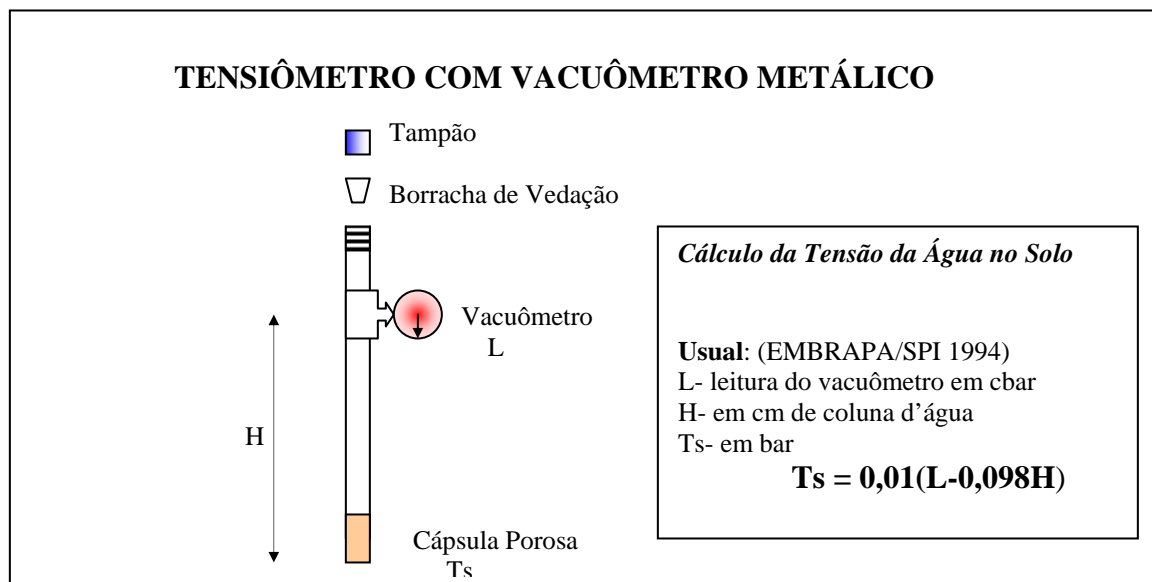 TENSIÔMETRO COM VACUÔMETRO METÁLICO
Tampão
Borracha de Vedação
Vacuômetro
L
H
Cápsula Porosa
Ts
Cálculo da Tensão da Água no Solo
Usual: (EMBRAPA/SPI 1994)
L- leitura do vacuômetro em cbar
H- em cm de coluna d’água
Ts- em bar
Ts = 0,01(L-0,098H)